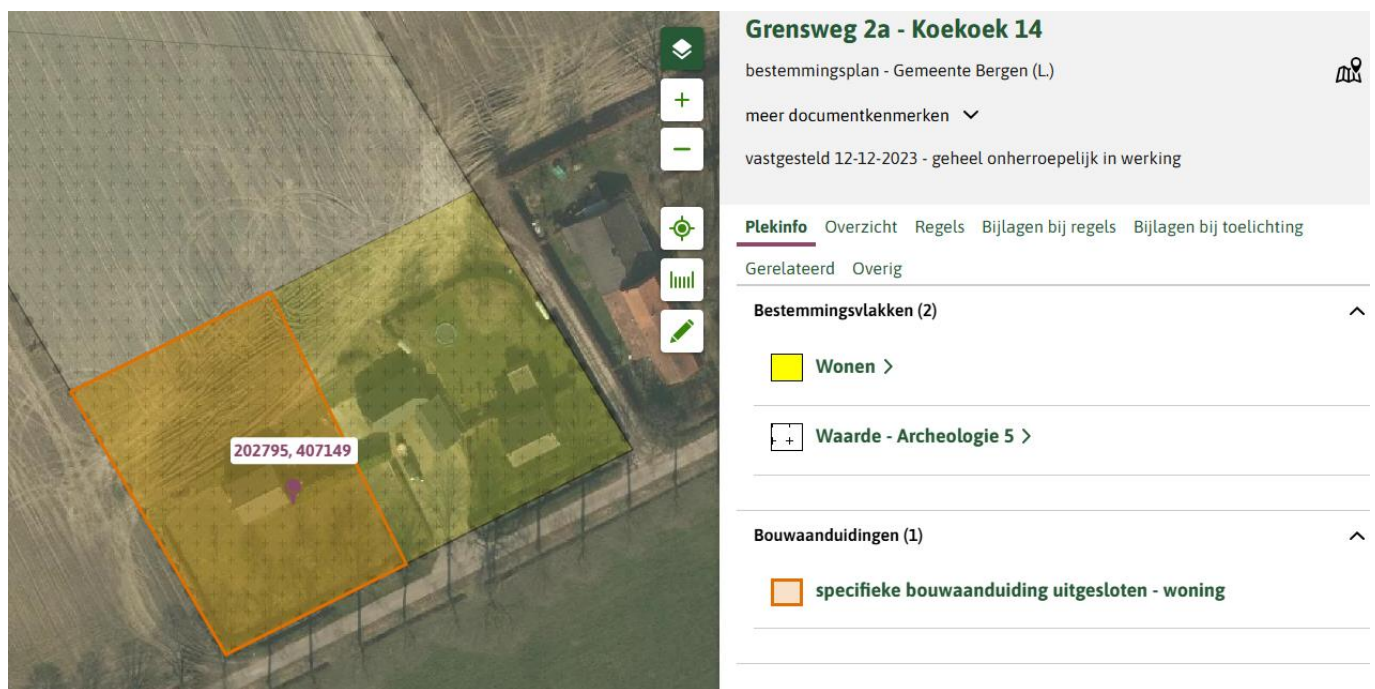 Grensweg 2a - Koekoek 14
bestemmingsplan - Gemeente Bergen (L.)
meer documentkenmerken
vastgesteld 12-12-2023 - geheel onherroepelijk in werking
Plekinfo Overzicht Regels Bijlagen bij regels Bijlagen bij toelichting
Gerelateerd Overig
Bestemmingsvlakken (2)
Wonen
Waarde - Archeologie 5
Bouwaanduidingen (1)
specifieke bouwaanduiding uitgesloten - woning
202795, 407149